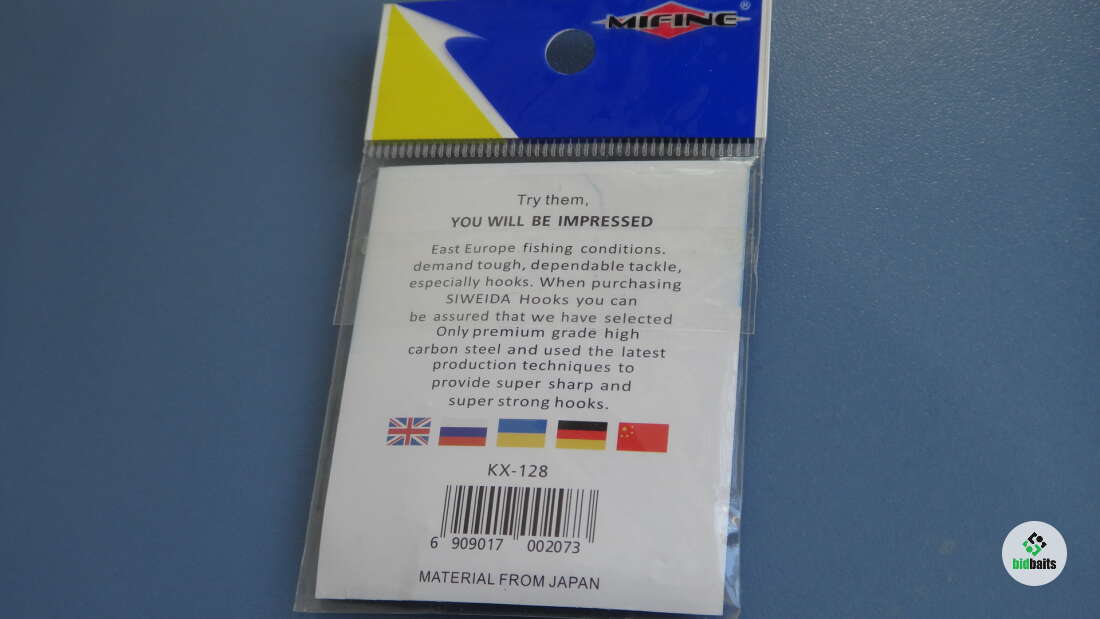 MIFINE®
Try them,
YOU WILL BE IMPRESSED
East Europe fishing conditions.
demand tough, dependable tackle,
especially hooks. When purchasing
SIWEIDA Hooks you can
be assured that we have selected
Only premium grade high
carbon steel and used the latest
production techniques to
provide super sharp and
super strong hooks.
KX-128
6 909017 002073
MATERIAL FROM JAPAN
bidbaits